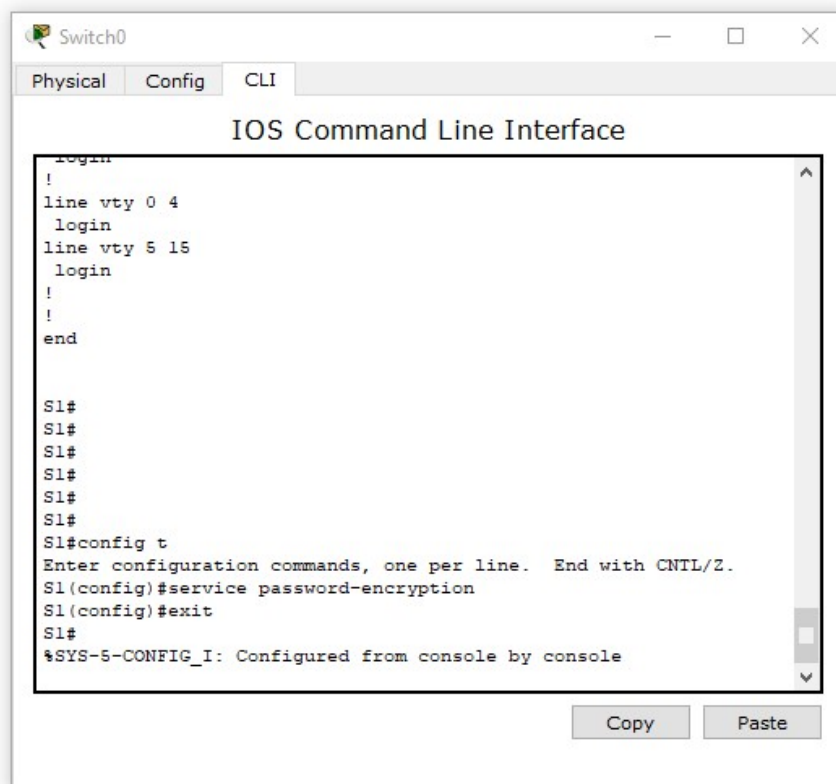 Switch0
Physical Config CLI
IOS Command Line Interface
login
!
line vty 0 4
 login
line vty 5 15
 login
!
!
end
S1#
S1#
S1#
S1#
S1#
S1#
S1#config t
Enter configuration commands, one per line.  End with CNTL/Z.
S1(config)#service password-encryption
S1(config)#exit
S1#
%SYS-5-CONFIG_I: Configured from console by console
Copy Paste